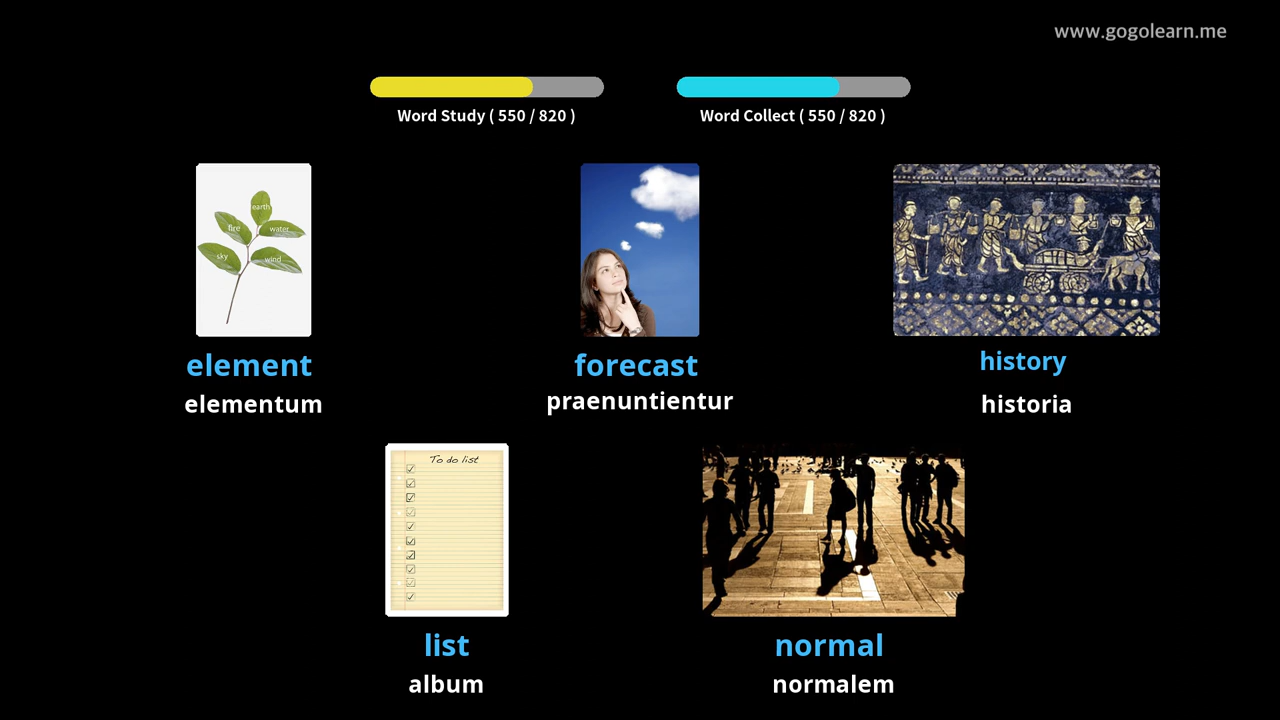 www.gogolearn.me
Word Study ( 550 / 820 )
Word Collect ( 550 / 820 )
earth
fire
water
sky
wind
element
elementum
forecast
praenuntientur
history
historia
To do list
list
album
normal
normalem